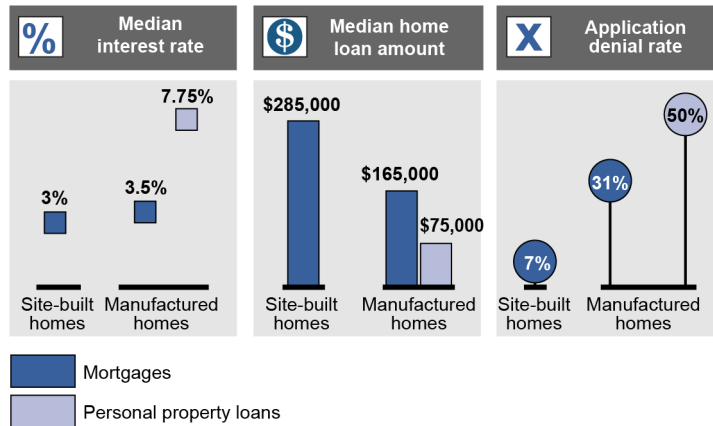 %
Median
interest rate
7.75%
3%
3.5%
Site-built
homes
Manufactured
homes
$
Median home
loan amount
$285,000
$165,000
$75,000
Site-built
homes
Manufactured
homes
X
Application
denial rate
50%
31%
7%
Site-built
homes
Manufactured
homes
Mortgages
Personal property loans